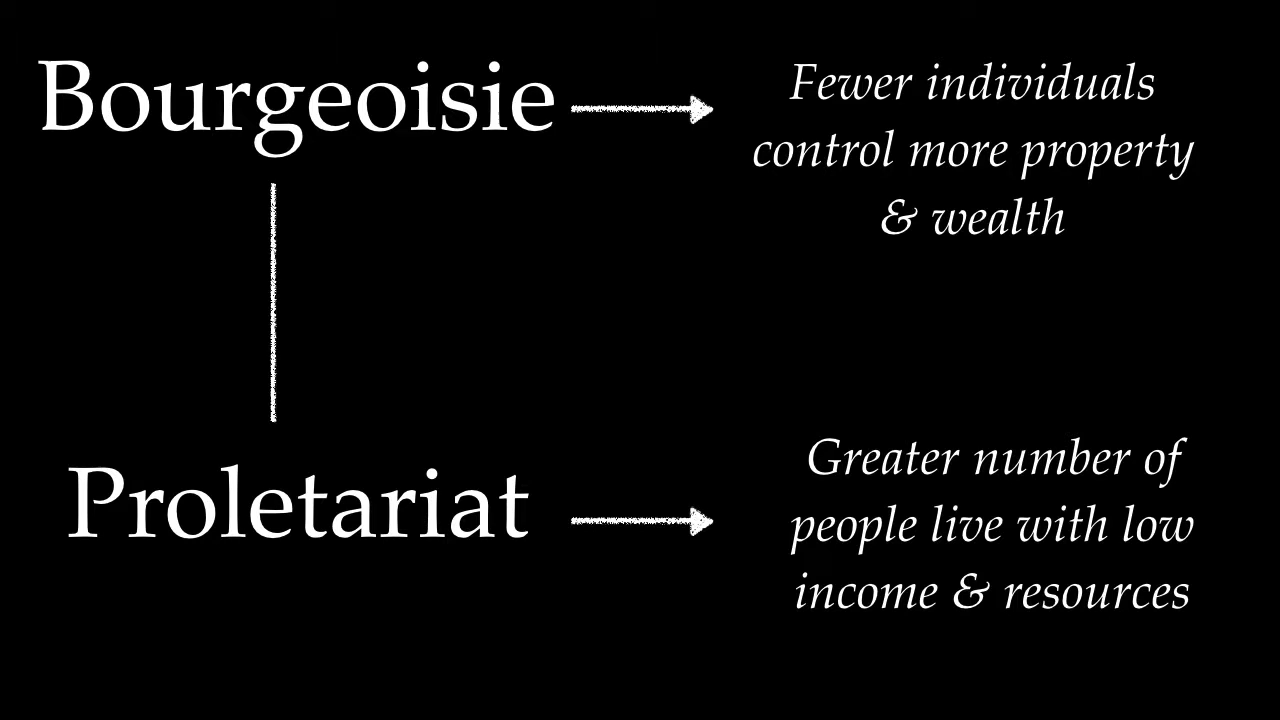 Bourgeoisie
Fewer individuals
control more property
& wealth
Proletariat
Greater number of
people live with low
income & resources